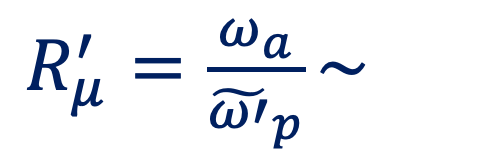 R′_μ = ω_a / ω̃′_p ~